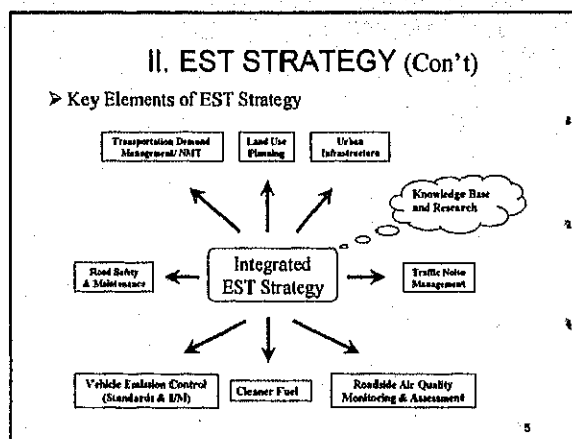 II. EST STRATEGY (Con't)
➤ Key Elements of EST Strategy
Transportation Demand
Management/ NMT
Land Use
Planning
Urban
Infrastructure
Knowledge Base
and Research
Road Safety
& Maintenance
Integrated
EST Strategy
Traffic Noise
Management
Vehicle Emission Control
(Standards & I/M)
Cleaner Fuel
Roadside Air Quality
Monitoring & Assessment
5